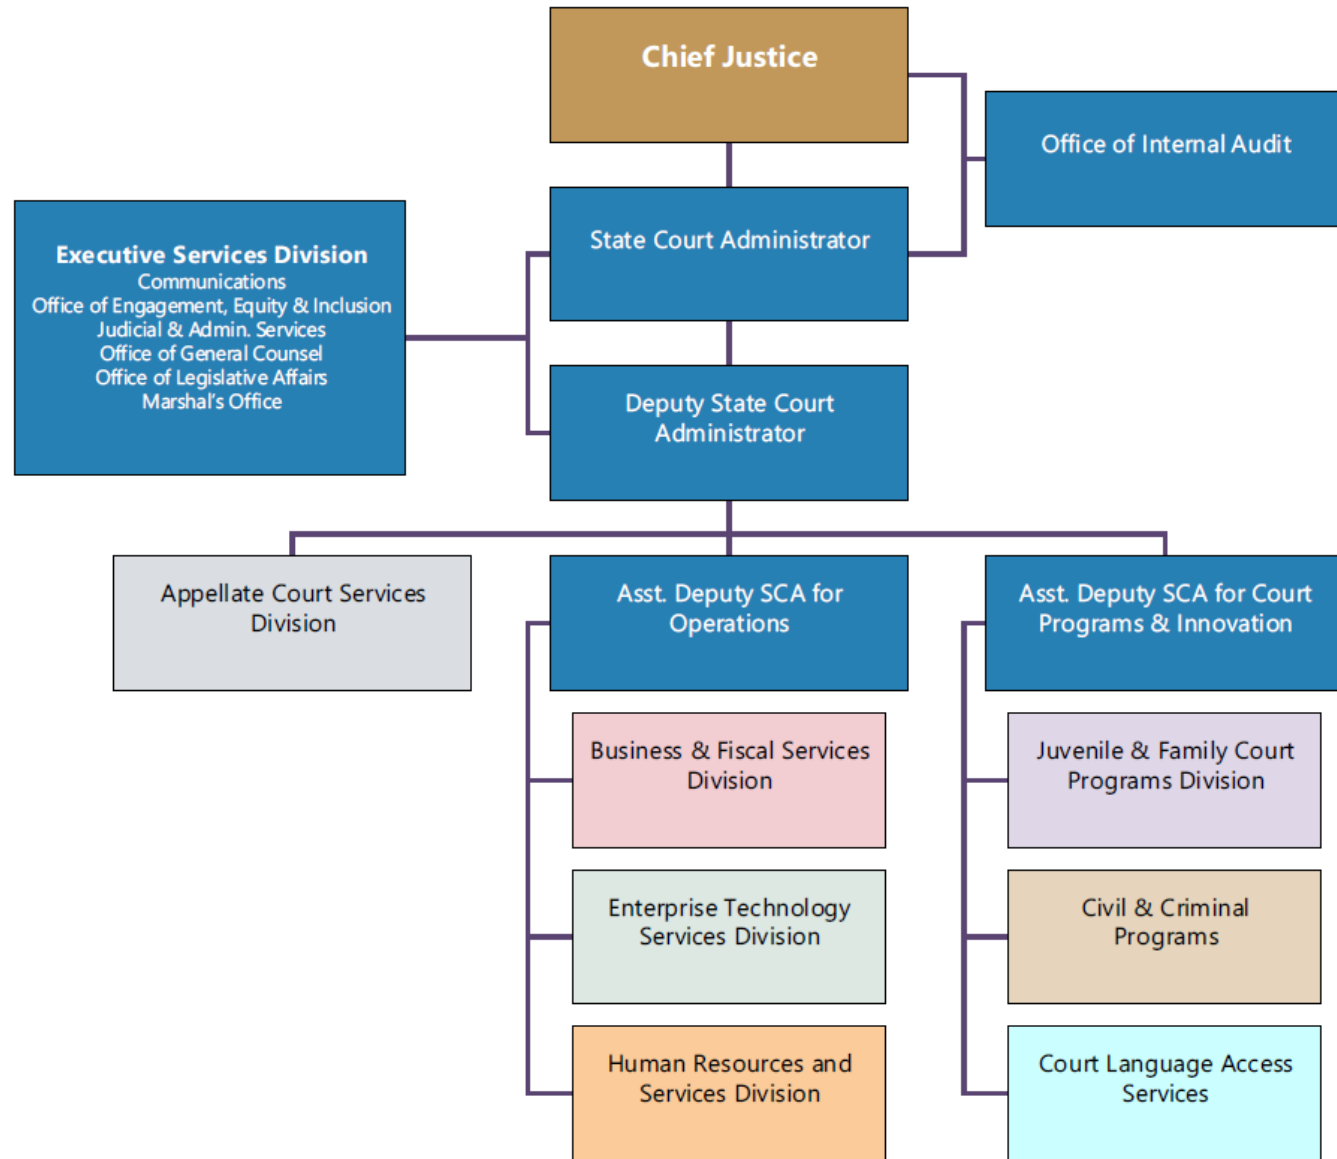 Chief Justice
Office of Internal Audit
State Court Administrator
Executive Services Division
Communications
Office of Engagement, Equity & Inclusion
Judicial & Admin. Services
Office of General Counsel
Office of Legislative Affairs
Marshal's Office
Deputy State Court
Administrator
Appellate Court Services
Division
Asst. Deputy SCA for
Operations
Asst. Deputy SCA for Court
Programs & Innovation
Business & Fiscal Services
Division
Juvenile & Family Court
Programs Division
Enterprise Technology
Services Division
Civil & Criminal
Programs
Human Resources and
Services Division
Court Language Access
Services